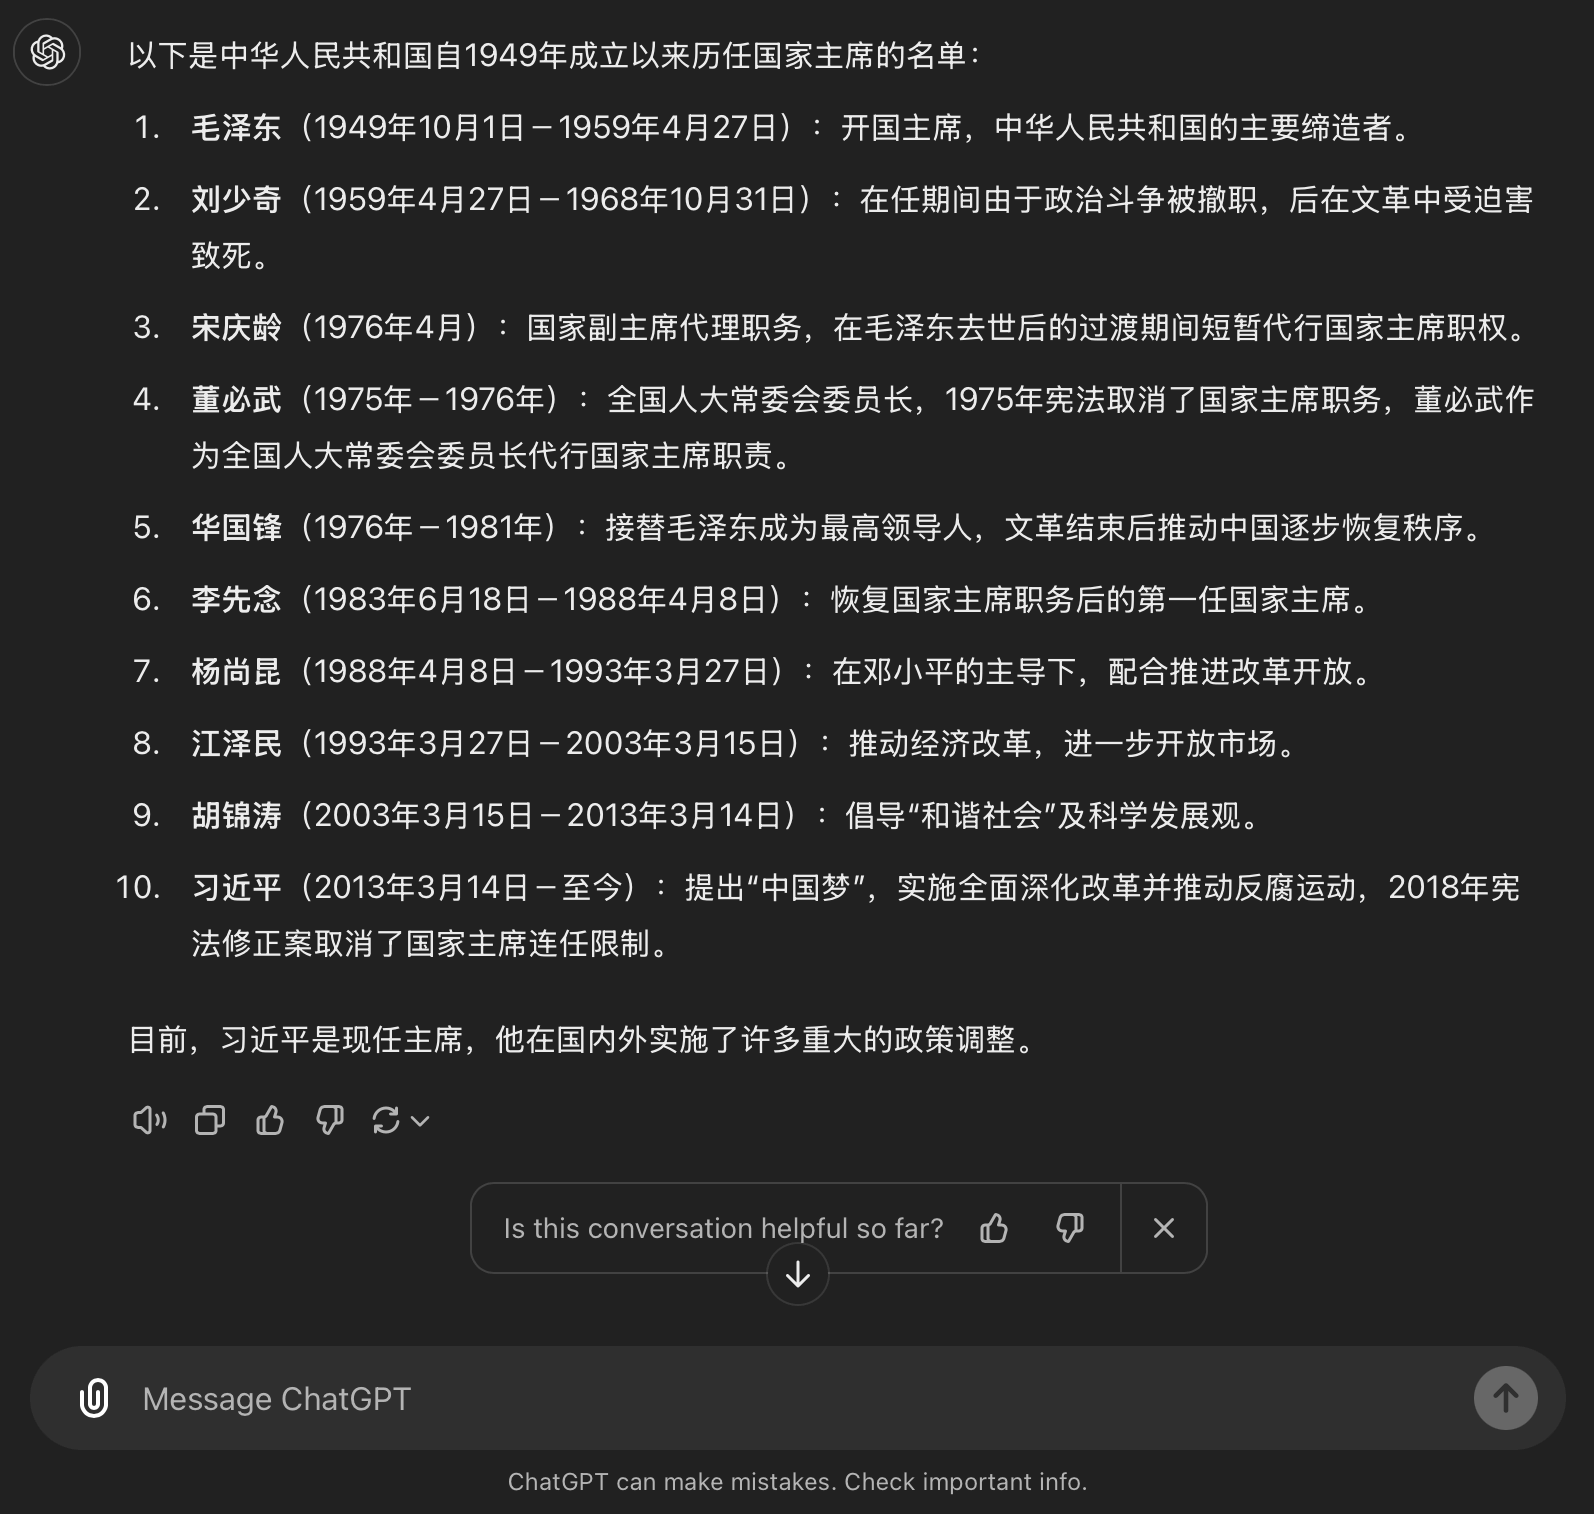 以下是中华人民共和国自1949年成立以来历任国家主席的名单：
1. 毛泽东（1949年10月1日－1959年4月27日）：开国主席，中华人民共和国的主要缔造者。
2. 刘少奇（1959年4月27日－1968年10月31日）：在任期间由于政治斗争被撤职，后在文革中受迫害
致死。
3. 宋庆龄（1976年4月）：国家副主席代理职务，在毛泽东去世后的过渡期间短暂代行国家主席职权。
4. 董必武（1975年－1976年）：全国人大常委会委员长，1975年宪法取消了国家主席职务，董必武作
为全国人大常委会委员长代行国家主席职责。
5. 华国锋（1976年－1981年）：接替毛泽东成为最高领导人，文革结束后推动中国逐步恢复秩序。
6. 李先念（1983年6月18日－1988年4月8日）：恢复国家主席职务后的第一任国家主席。
7. 杨尚昆（1988年4月8日－1993年3月27日）：在邓小平的主导下，配合推进改革开放。
8. 江泽民（1993年3月27日－2003年3月15日）：推动经济改革，进一步开放市场。
9. 胡锦涛（2003年3月15日－2013年3月14日）：倡导“和谐社会”及科学发展观。
10. 习近平（2013年3月14日－至今）：提出“中国梦”，实施全面深化改革并推动反腐运动，2018年宪
法修正案取消了国家主席连任限制。
目前，习近平是现任主席，他在国内外实施了许多重大的政策调整。
Is this conversation helpful so far?
Message ChatGPT
ChatGPT can make mistakes. Check important info.